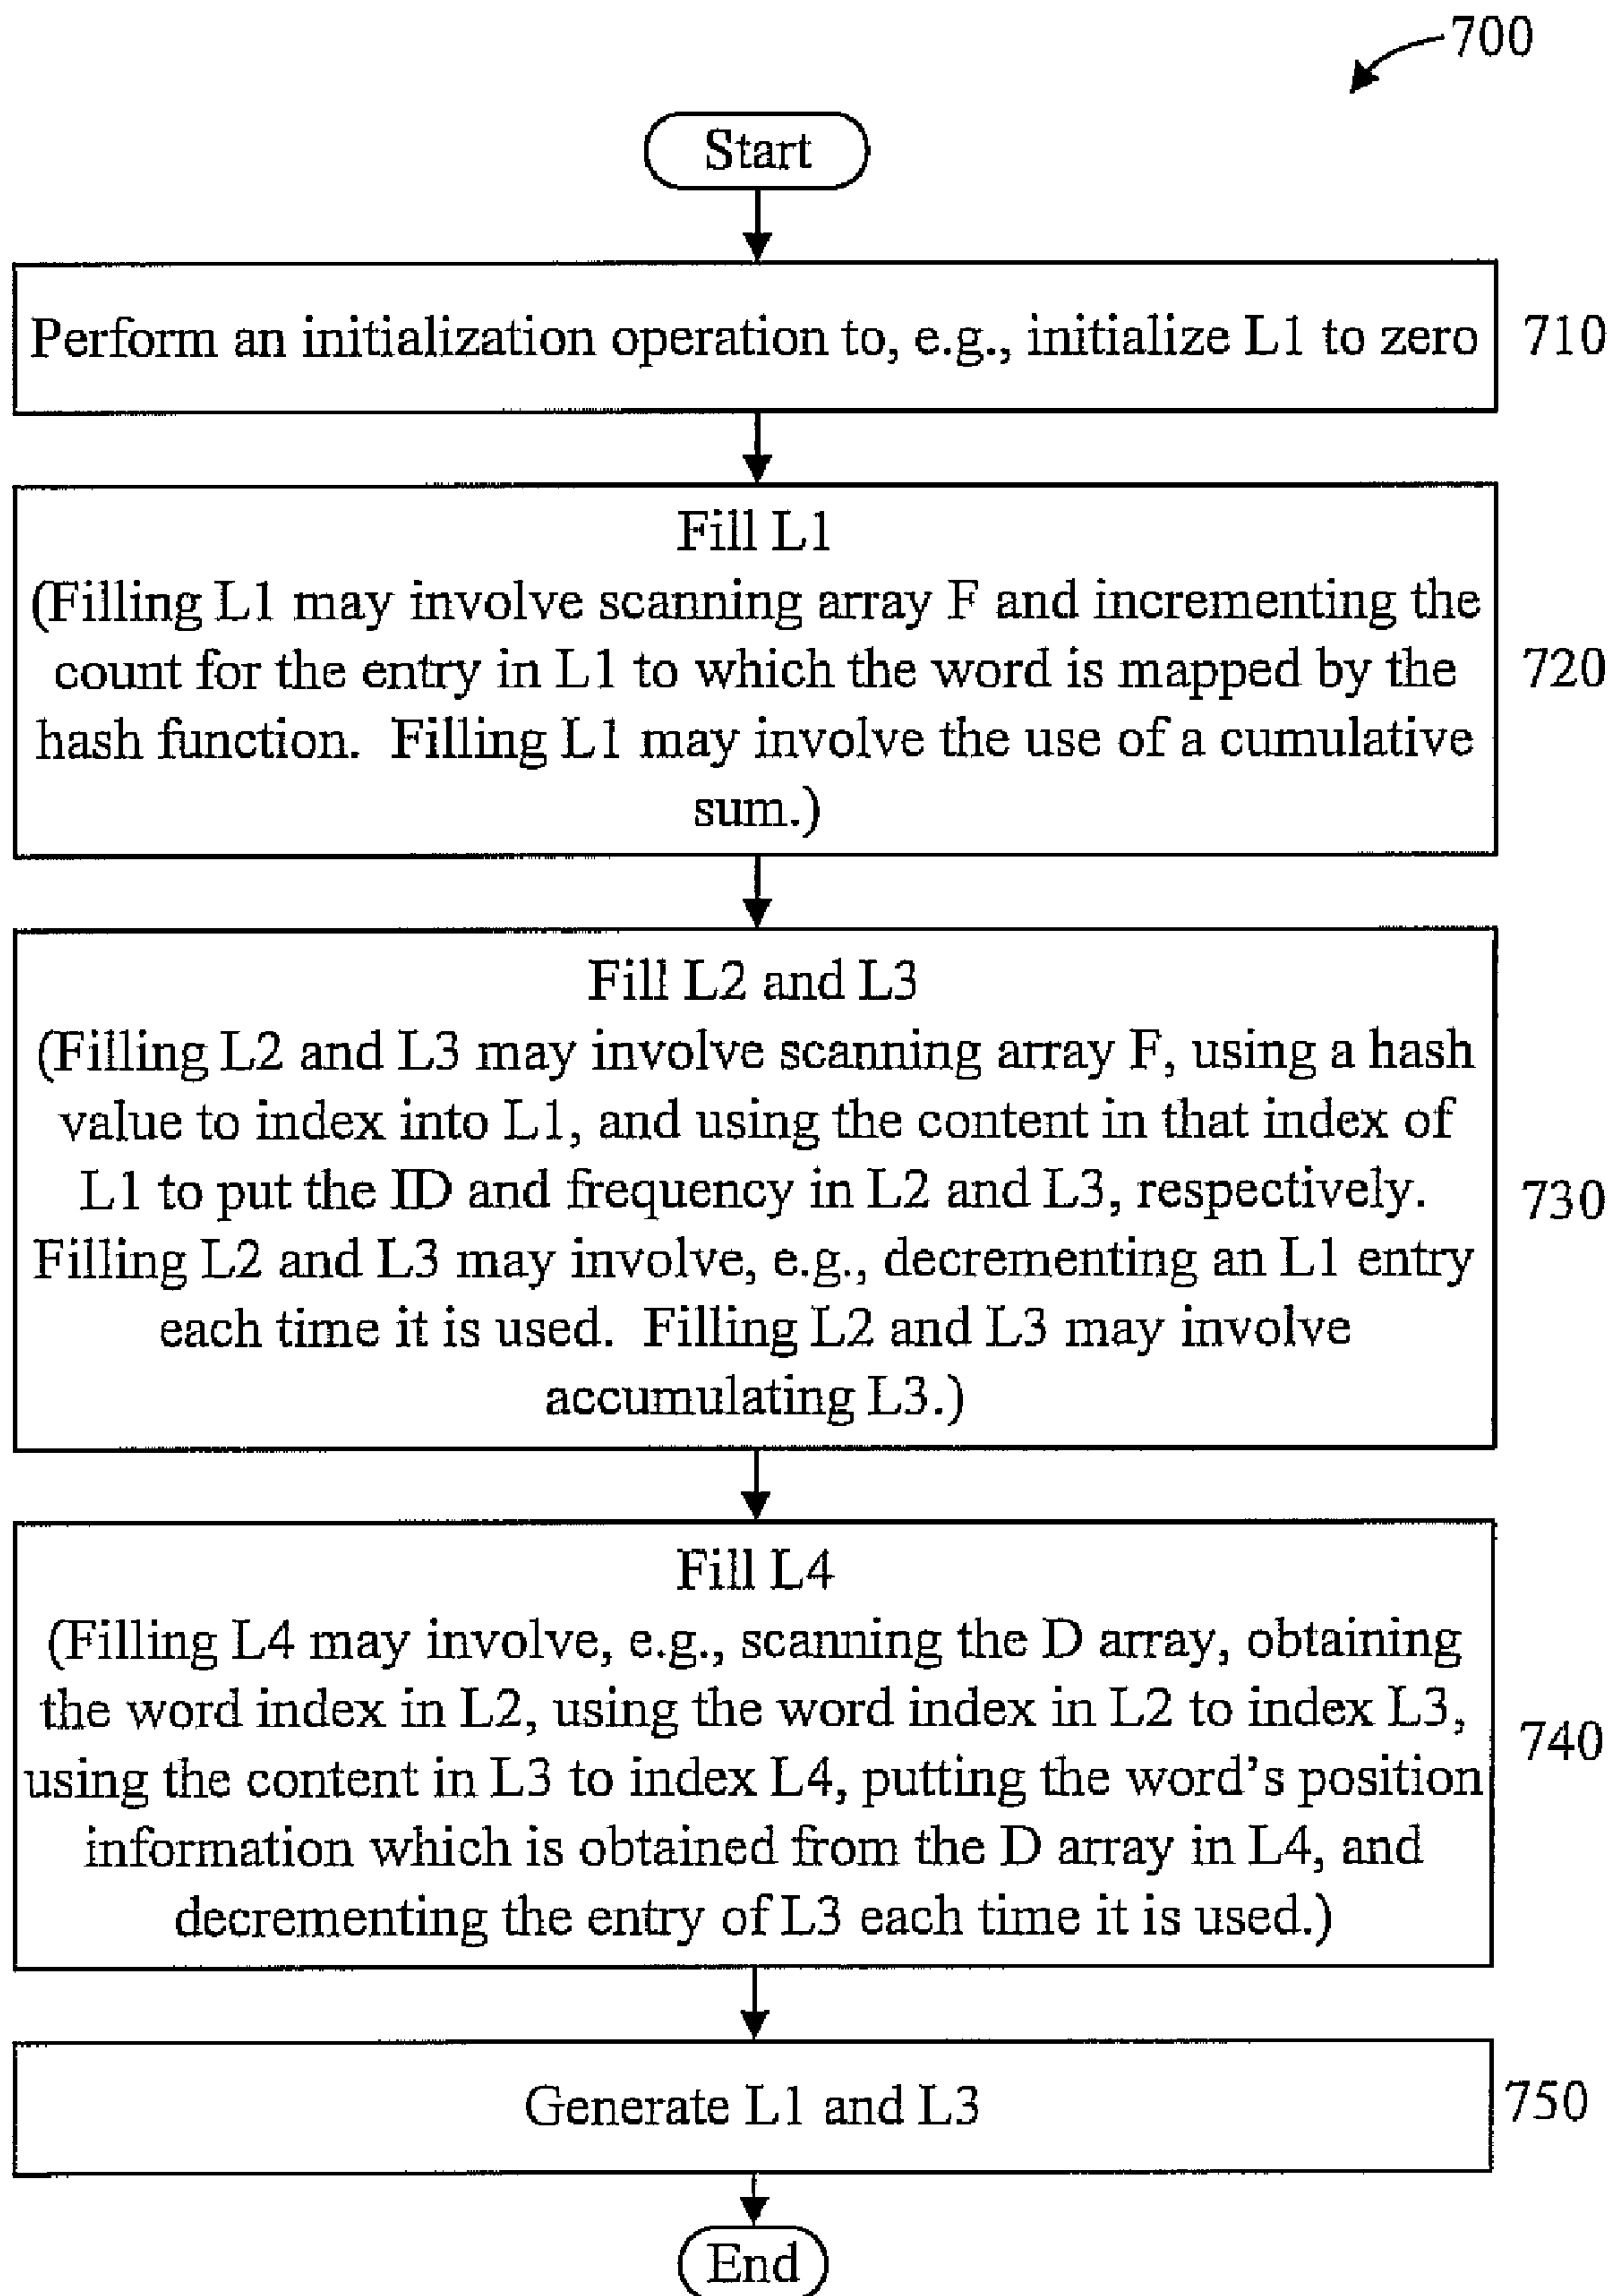 700
Start
Perform an initialization operation to, e.g., initialize L1 to zero
710
Fill L1
(Filling L1 may involve scanning array F and incrementing the
count for the entry in L1 to which the word is mapped by the
720
hash function. Filling L1 may involve the use of a cumulative
sum.)
Fill L2 and L3
(Filling L2 and L3 may involve scanning array F, using a hash
value to index into L1, and using the content in that index of
L1 to put the ID and frequency in L2 and L3, respectively.
730
Filling L2 and L3 may involve, e.g., decrementing an L1 entry
each time it is used. Filling L2 and L3 may involve
accumulating L3.)
Fill L4
(Filling L4 may involve, e.g., scanning the D array, obtaining
the word index in L2, using the word index in L2 to index L3,
740
using the content in L3 to index L4, putting the word's position
information which is obtained from the D array in L4, and
decrementing the entry of L3 each time it is used.)
Generate L1 and L3
750
End